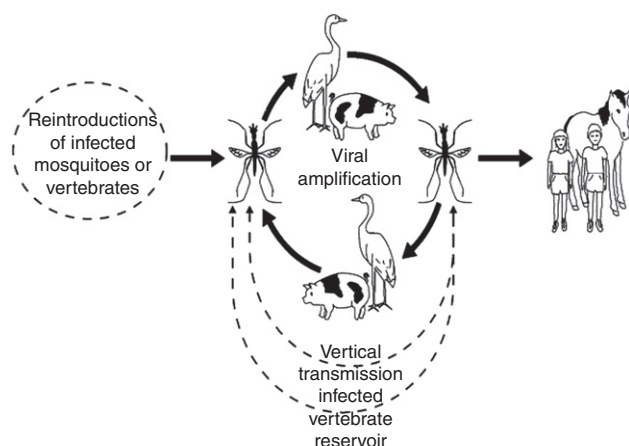 Reintroductions
of infected
mosquitoes or
vertebrates
Viral
amplification
Vertical
transmission
infected
vertebrate
reservoir